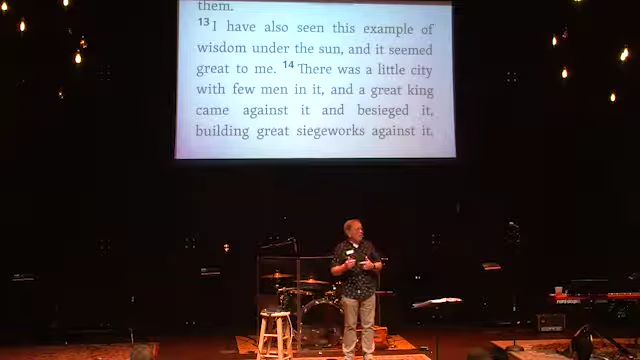 them.
13 I have also seen this example of
wisdom under the sun, and it seemed
great to me. 14 There was a little city
with few men in it, and a great king
came against it and besieged it,
building great siegeworks against it.